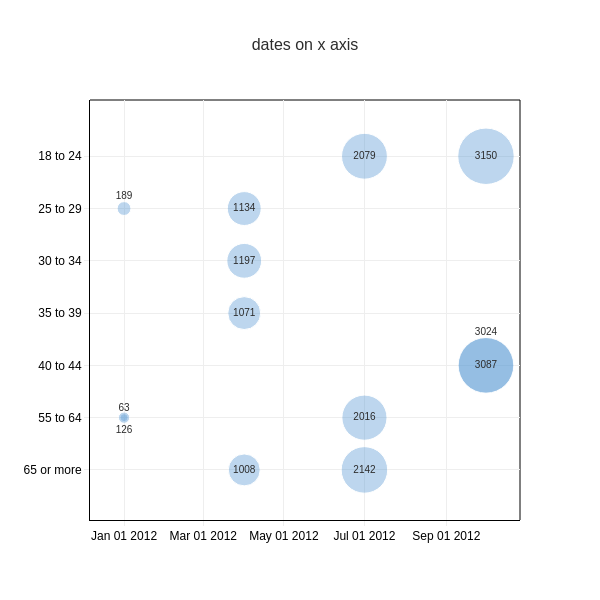 dates on x axis
18 to 24
2079
3150
189
25 to 29
1134
30 to 34
1197
35 to 39
1071
3024
40 to 44
3087
63
55 to 64
2016
126
65 or more
1008
2142
Jan 01 2012
Mar 01 2012
May 01 2012
Jul 01 2012
Sep 01 2012